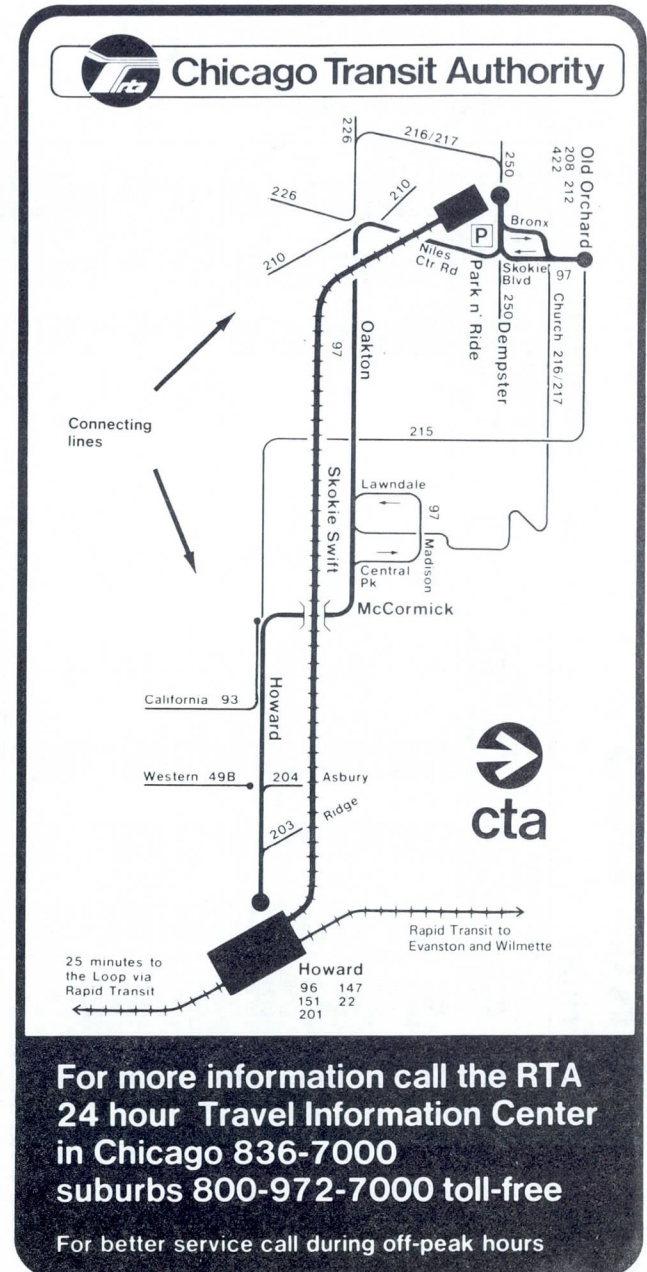 rta
Chicago Transit Authority
226
216/217
250
Old Orchard
208 212
422
226
210
Bronx
P
210
Niles
Ctr Rd
Skokie
Blvd
97
Park n' Ride
250
Dempster
Church 216/217
Oakton
97
Connecting
lines
215
Lawndale
97
Skokie Swift
Madison
Central
Pk
McCormick
California 93
Howard
Western 49B
204
Asbury
Ridge
203
cta
Rapid Transit to
Evanston and Wilmette
25 minutes to
the Loop via
Rapid Transit
Howard
96 147
151 22
201
For more information call the RTA
24 hour Travel Information Center
in Chicago 836-7000
suburbs 800-972-7000 toll-free
For better service call during off-peak hours